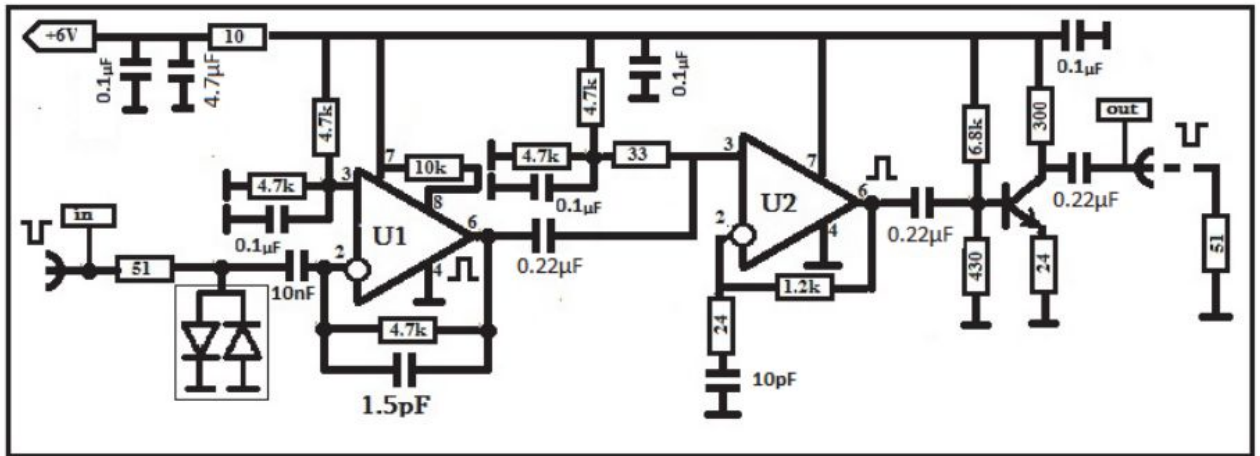 +6V
10
0.1µF
4.7µF
4.7k
4.7k
0.1µF
in
51
10nF
3
2
U1
7
10k
8
6
4
4.7k
1.5pF
0.22µF
4.7k
4.7k
0.1µF
33
0.1µF
3
2
U2
7
6
4
1.2k
24
10pF
0.22µF
6.8k
430
300
24
0.1µF
0.22µF
out
51